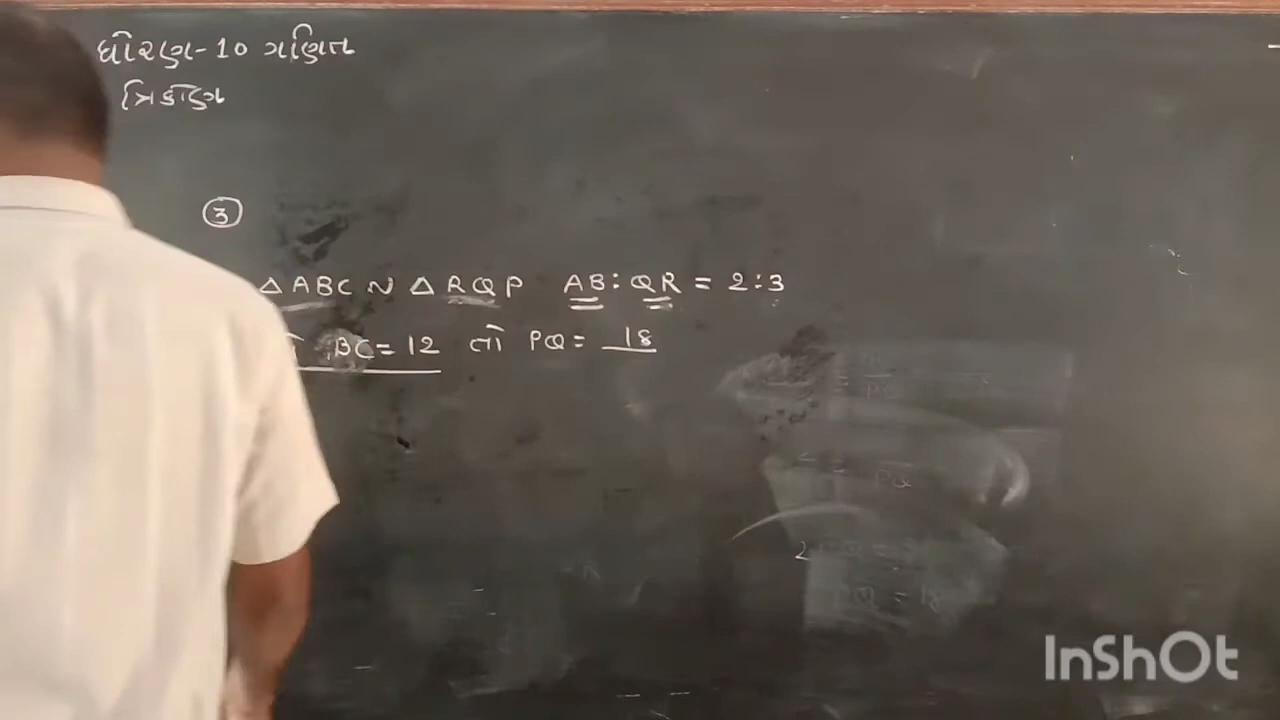 ધોરણ-10 ગણિત
ત્રિકોણ
3
△ABC ~ △RQP AB:QR = 2:3
BC=12 તો PQ= 18
InShOt